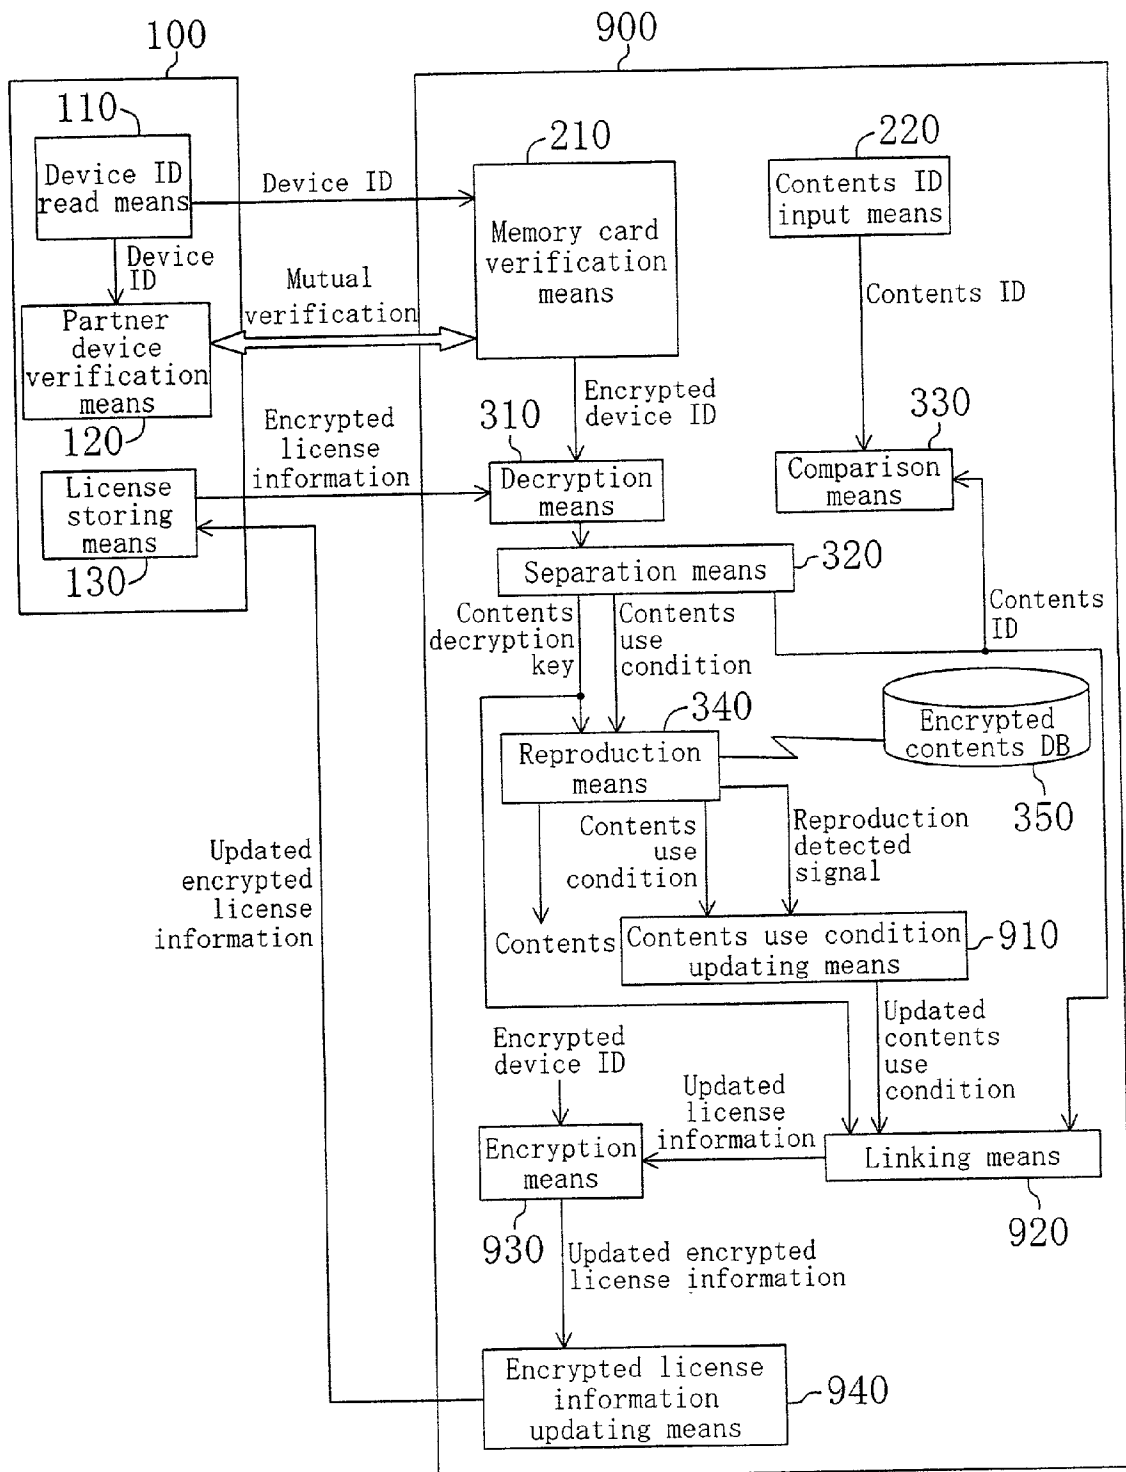 100
900
110
Device ID
read means
Device ID
210
Memory card
verification
means
220
Contents ID
input means
Device
ID
Mutual
verification
Contents ID
Partner
device
verification
means
120
Encrypted
device ID
Encrypted
license
information
310
Decryption
means
330
Comparison
means
License
storing
means
130
Separation means
320
Contents
decryption
key
Contents
use
condition
Contents
ID
340
Reproduction
means
Encrypted
contents DB
350
Contents
use
condition
Reproduction
detected
signal
Updated
encrypted
license
information
Contents
Contents use condition
updating means
910
Updated
contents
use
condition
Encrypted
device ID
Updated
license
information
Encryption
means
930
Linking means
920
Updated encrypted
license information
Encrypted license
information
updating means
940